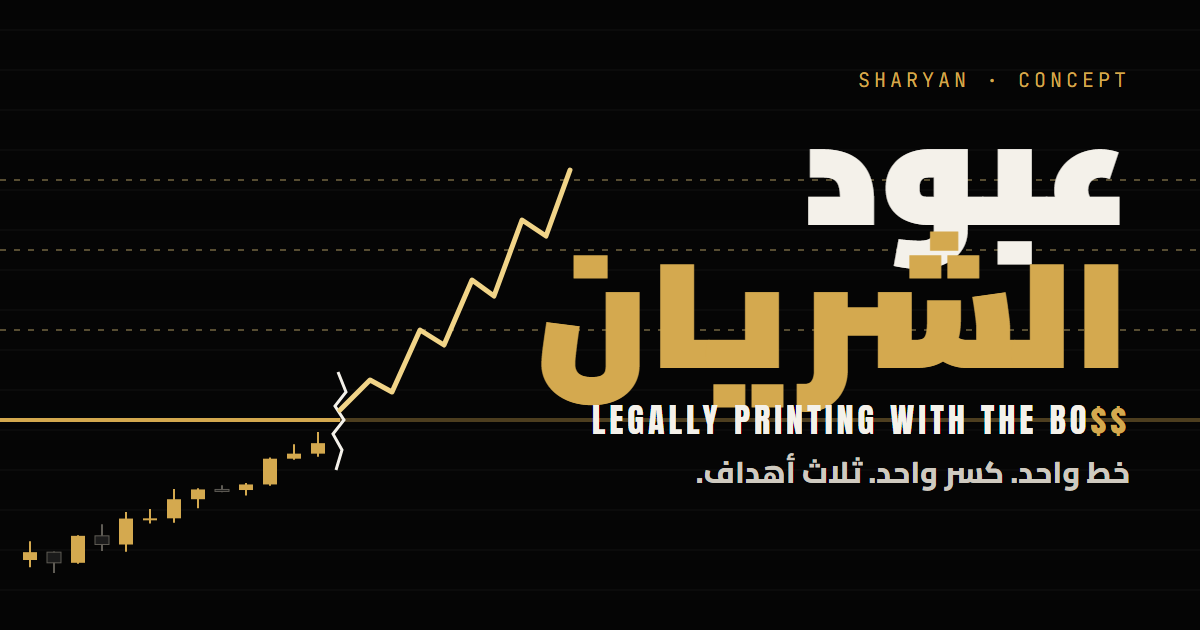 SHARYAN · CONCEPT
عبود
الشريان
LEGALLY PRINTING WITH THE BO$$
خط واحد. كسر واحد. ثلاث أهداف.